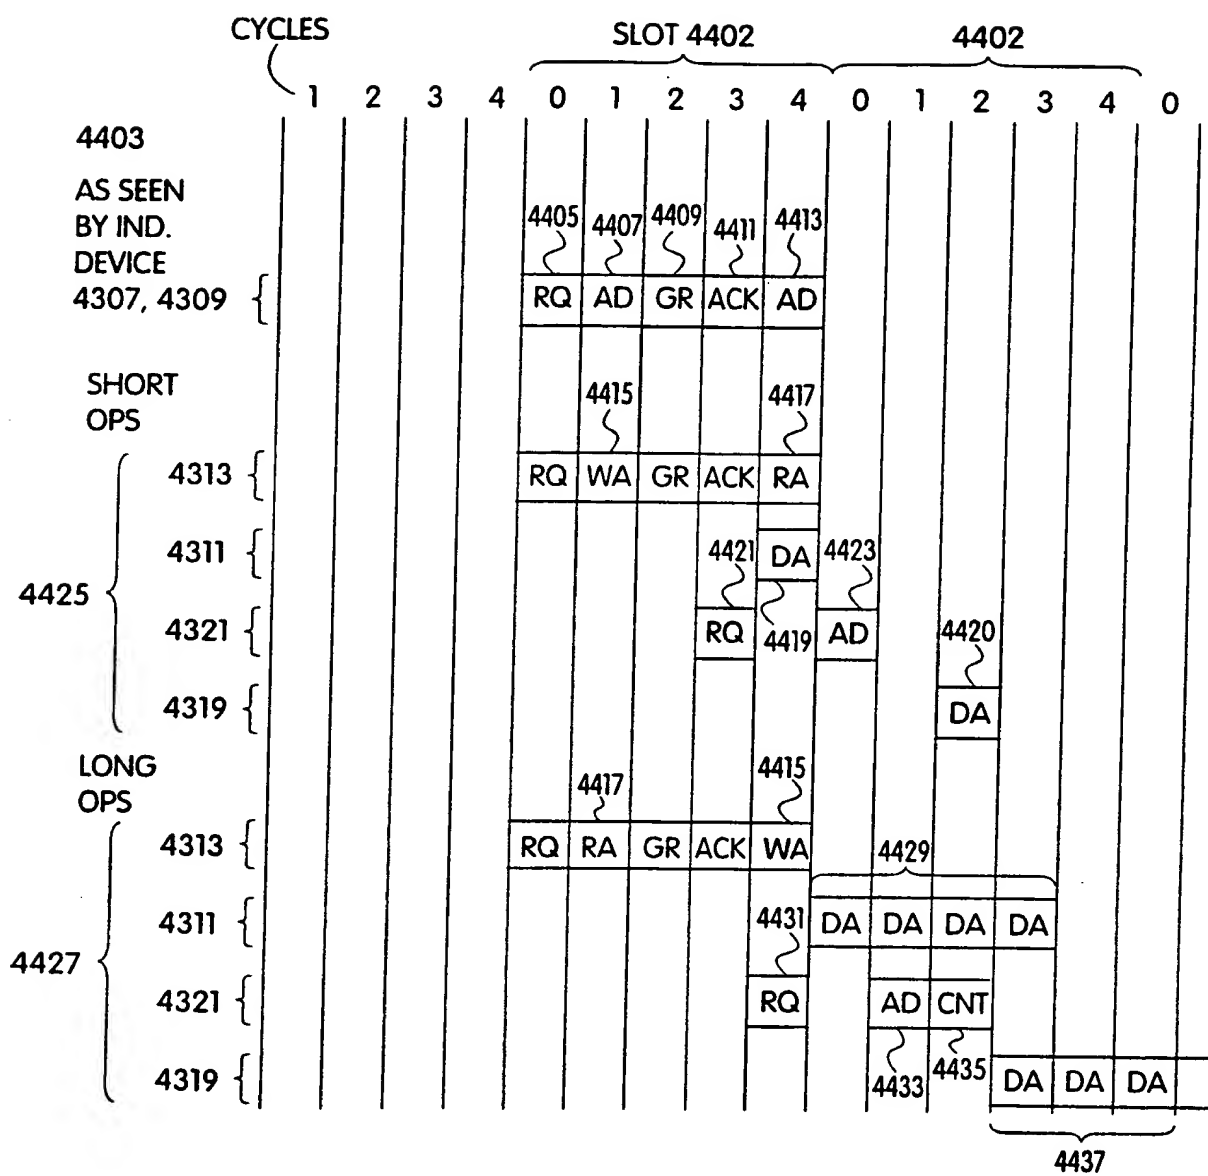 CYCLES SLOT 4402 4402
1 2 3 4 0 1 2 3 4 0 1 2 3 4 0
4403
AS SEEN
BY IND.
DEVICE
4307, 4309
4405 4407 4409 4411 4413
RQ AD GR ACK AD
SHORT
OPS
4415 4417
4313 RQ WA GR ACK RA
4311 4421 DA 4423
4425
4321 RQ 4419 AD 4420
4319 DA
LONG
OPS
4417 4415
4313 RQ RA GR ACK WA 4429
4311 4431 DA DA DA DA
4427
4321 RQ AD CNT
4319 4433 4435 DA DA DA
4437